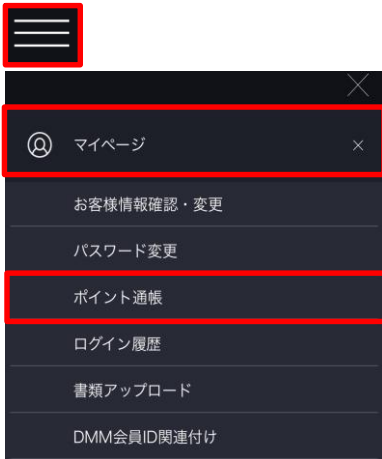 マイページ
お客様情報確認・変更
パスワード変更
ポイント通帳
ログイン履歴
書類アップロード
DMM会員ID関連付け